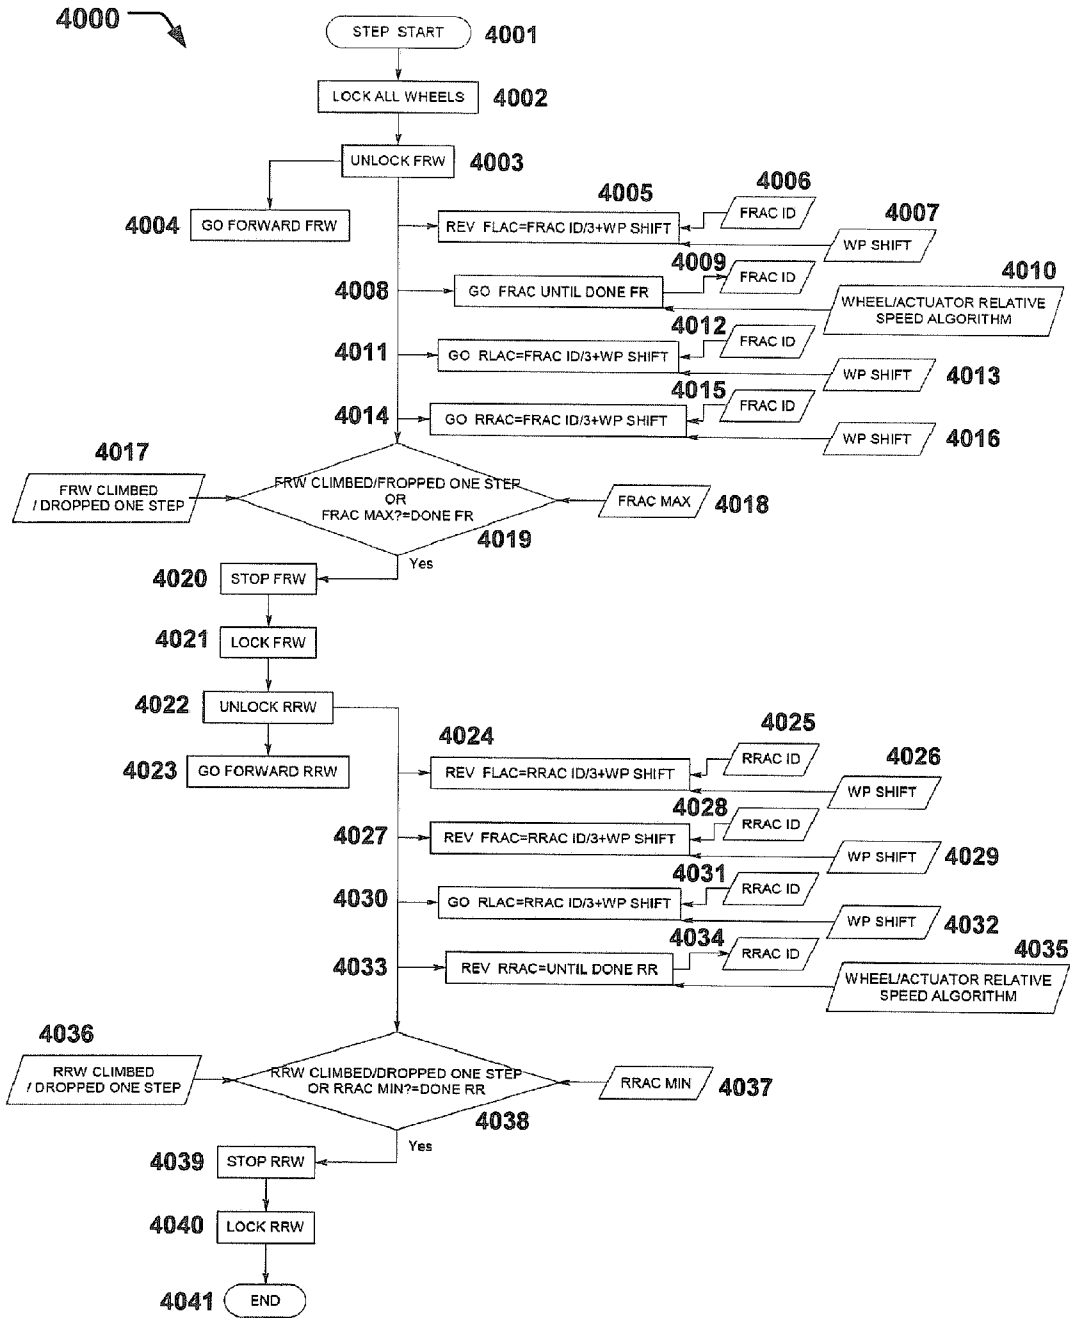 4000
STEP START
4001
LOCK ALL WHEELS
4002
UNLOCK FRW
4003
4004
GO FORWARD FRW
4005
REV FLAC=FRAC ID/3+WP SHIFT
4006
FRAC ID
4007
WP SHIFT
4008
GO FRAC UNTIL DONE FR
4009
FRAC ID
4010
WHEEL/ACTUATOR RELATIVE
SPEED ALGORITHM
4011
GO RLAC=FRAC ID/3+WP SHIFT
4012
FRAC ID
WP SHIFT
4013
4014
GO RRAC=FRAC ID/3+WP SHIFT
4015
FRAC ID
WP SHIFT
4016
4017
FRW CLIMBED
/ DROPPED ONE STEP
FRW CLIMBED/FROPPED ONE STEP
OR
FRAC MAX?=DONE FR
4019
FRAC MAX
4018
Yes
4020
STOP FRW
4021
LOCK FRW
4022
UNLOCK RRW
4023
GO FORWARD RRW
4024
REV FLAC=RRAC ID/3+WP SHIFT
4025
RRAC ID
4026
WP SHIFT
4027
REV FRAC=RRAC ID/3+WP SHIFT
4028
RRAC ID
WP SHIFT
4029
4030
GO RLAC=RRAC ID/3+WP SHIFT
4031
RRAC ID
WP SHIFT
4032
4033
REV RRAC=UNTIL DONE RR
4034
RRAC ID
4035
WHEEL/ACTUATOR RELATIVE
SPEED ALGORITHM
4036
RRW CLIMBED
/ DROPPED ONE STEP
RRW CLIMBED/DROPPED ONE STEP
OR RRAC MIN?=DONE RR
4038
RRAC MIN
4037
Yes
4039
STOP RRW
4040
LOCK RRW
4041
END